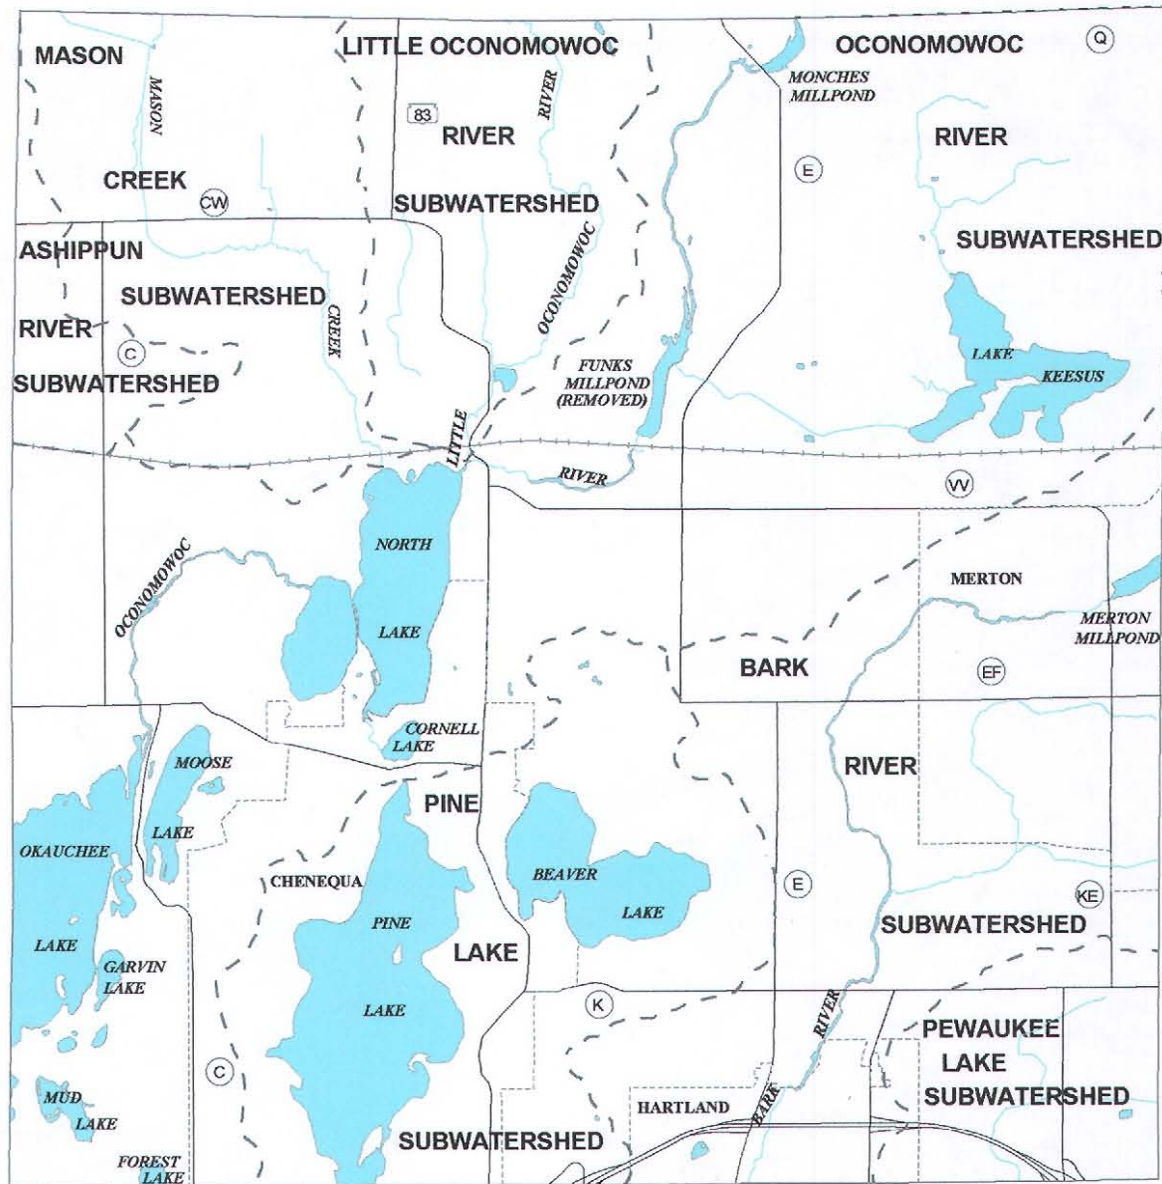 MASON
LITTLE OCONOMOWOC
OCONOMOWOC
Q
MASON
RIVER
MONCHES
MILLPOND
83
RIVER
RIVER
E
CREEK
CW
SUBWATERSHED
ASHIPPUN
SUBWATERSHED
OCONOMOWOC
SUBWATERSHED
RIVER
C
CREEK
SUBWATERSHED
FUNKS
MILLPOND
(REMOVED)
LAKE
KEESUS
LITTLE
RIVER
VV
NORTH
OCONOMOWOC
MERTON
LAKE
MERTON
MILLPOND
BARK
EF
CORNELL
LAKE
MOOSE
RIVER
PINE
LAKE
OKAUCHEE
CHENEQUA
BEAVER
E
KE
LAKE
PINE
SUBWATERSHED
LAKE
LAKE
GARVIN
LAKE
LAKE
K
RIVER
PEWAUKEE
LAKE
SUBWATERSHED
C
MUD
LAKE
HARTLAND
BARK
SUBWATERSHED
FOREST
LAKE